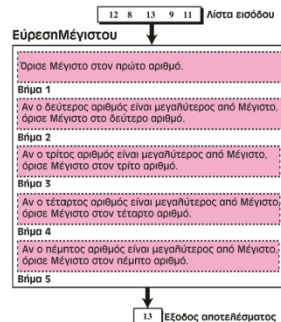 12 8 13 9 11 Λίστα εισόδου
ΕύρεσηΜέγιστου
Όρισε Μέγιστο στον πρώτο αριθμό.
Βήμα 1
Αν ο δεύτερος αριθμός είναι μεγαλύτερος από Μέγιστο,
όρισε Μέγιστο στο δεύτερο αριθμό.
Βήμα 2
Αν ο τρίτος αριθμός είναι μεγαλύτερος από Μέγιστο,
όρισε Μέγιστο στον τρίτο αριθμό.
Βήμα 3
Αν ο τέταρτος αριθμός είναι μεγαλύτερος από Μέγιστο,
όρισε Μέγιστο στον τέταρτο αριθμό.
Βήμα 4
Αν ο πέμπτος αριθμός είναι μεγαλύτερος από Μέγιστο,
όρισε Μέγιστο στον πέμπτο αριθμό.
Βήμα 5
13 Έξοδος αποτελέσματος